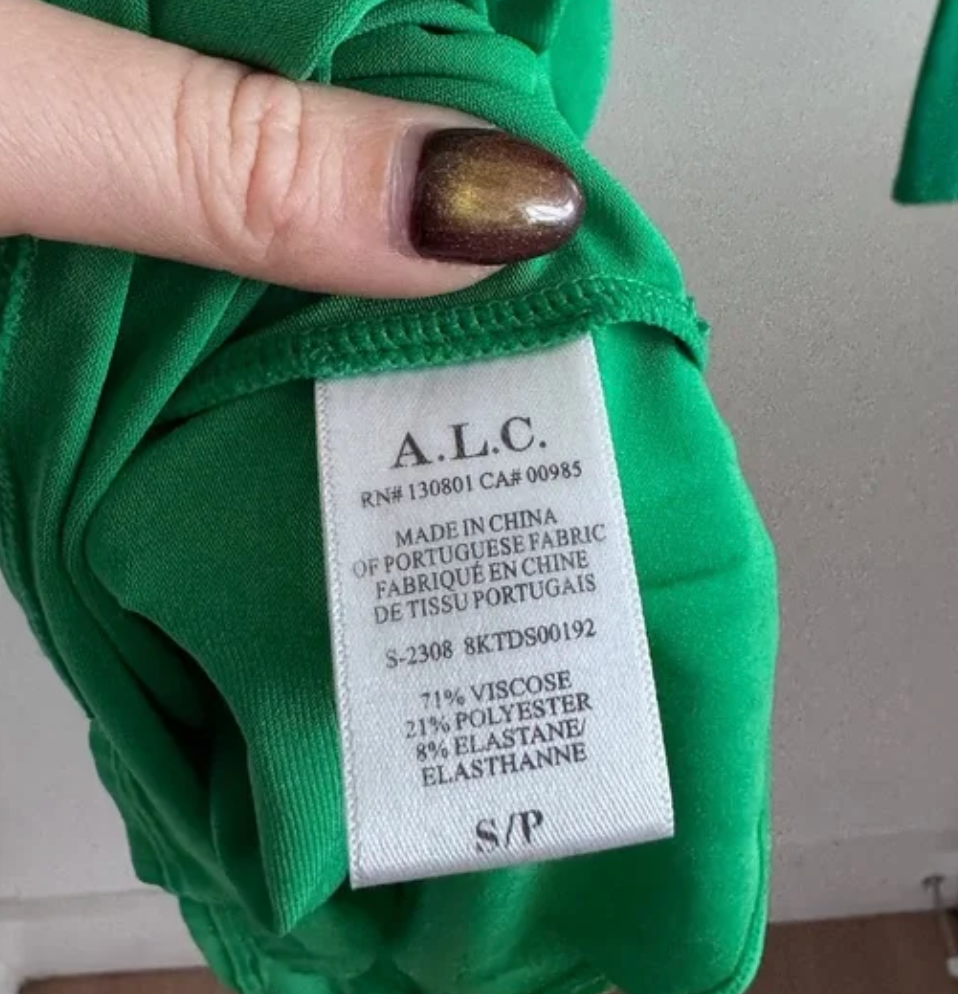 A.L.C.
RN# 130801 CA# 00985
MADE IN CHINA
OF PORTUGUESE FABRIC
FABRIQUÉ EN CHINE
DE TISSU PORTUGAIS
S-2308 8KTDS00192
71% VISCOSE
21% POLYESTER
8% ELASTANE/
ELASTHANNE
S/P